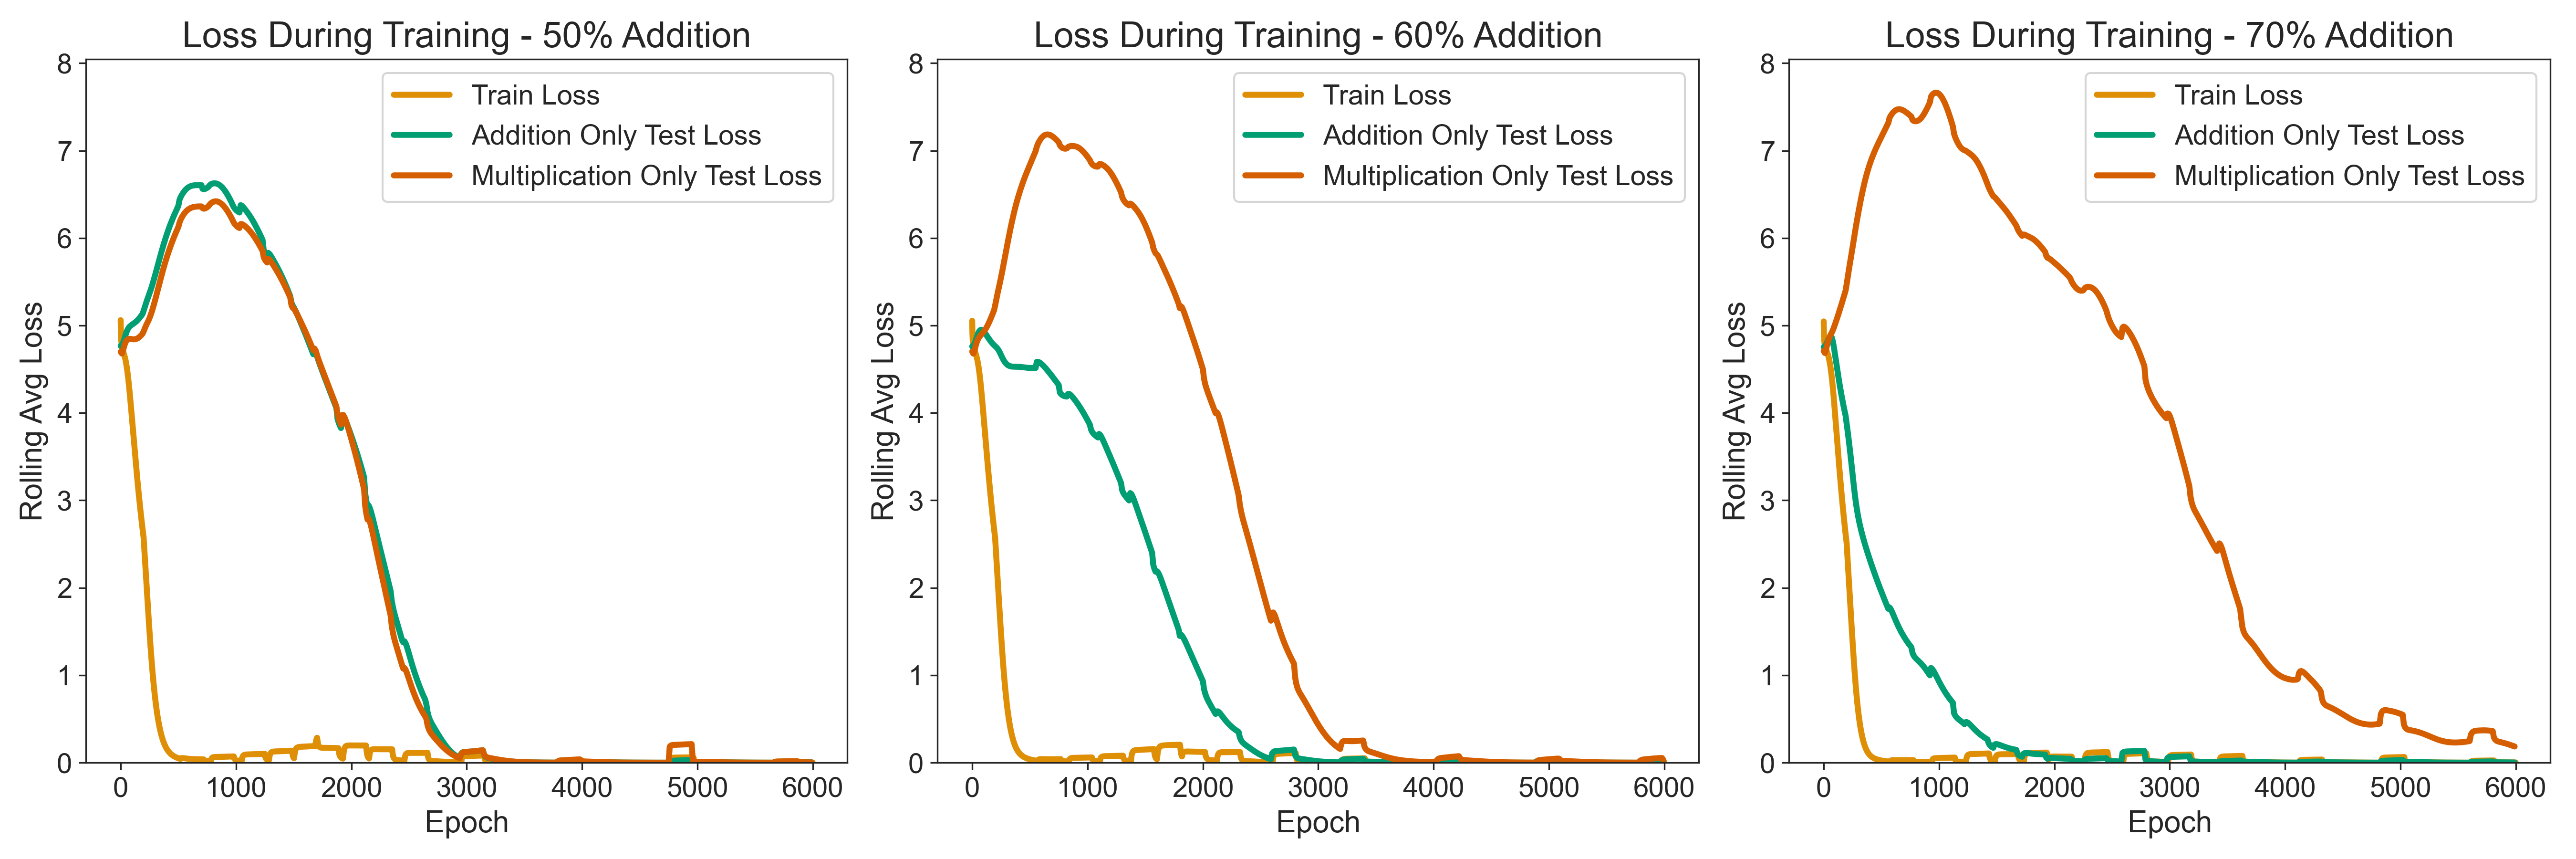 Loss During Training - 50% Addition
8
7
6
5
4
3
2
1
0
Rolling Avg Loss
Train Loss
Addition Only Test Loss
Multiplication Only Test Loss
0 1000 2000 3000 4000 5000 6000
Epoch
Loss During Training - 60% Addition
8
7
6
5
4
3
2
1
0
Rolling Avg Loss
Train Loss
Addition Only Test Loss
Multiplication Only Test Loss
0 1000 2000 3000 4000 5000 6000
Epoch
Loss During Training - 70% Addition
8
7
6
5
4
3
2
1
0
Rolling Avg Loss
Train Loss
Addition Only Test Loss
Multiplication Only Test Loss
0 1000 2000 3000 4000 5000 6000
Epoch